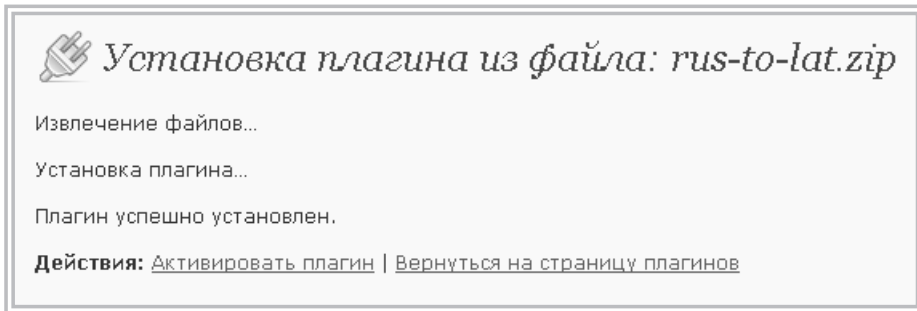 Установка плагина из файла: rus-to-lat.zip
Извлечение файлов...
Установка плагина...
Плагин успешно установлен.
Действия: Активировать плагин | Вернуться на страницу плагинов